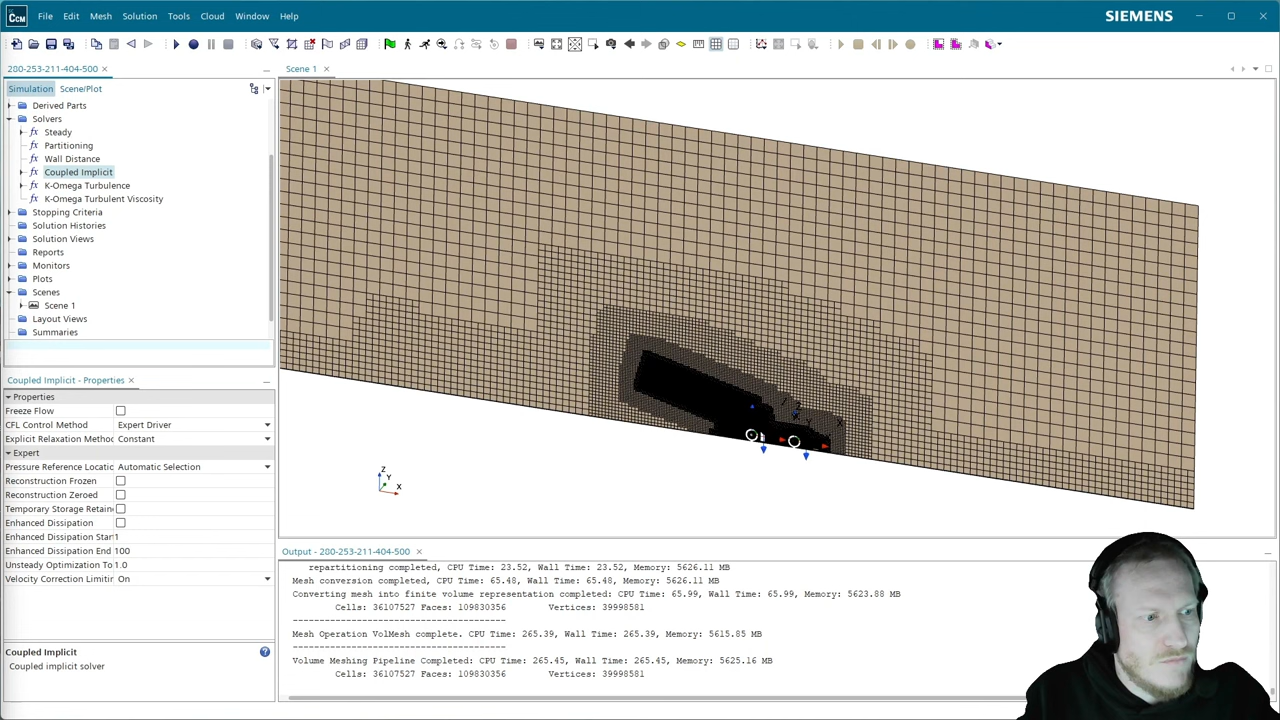 CCM File Edit Mesh Solution Tools Cloud Window Help SIEMENS
280-253-211-404-500
Scene 1
Simulation Scene/Plot
Derived Parts
Solvers
Steady
Partitioning
Wall Distance
Coupled Implicit
K-Omega Turbulence
K-Omega Turbulent Viscosity
Stopping Criteria
Solution Histories
Solution Views
Reports
Monitors
Plots
Scenes
Scene 1
Layout Views
Summaries
Coupled Implicit - Properties
Properties
Freeze Flow
CFL Control Method Expert Driver
Explicit Relaxation Method Constant
Expert
Pressure Reference Locatic Automatic Selection
Reconstruction Frozen
Reconstruction Zeroed
Temporary Storage Retaine
Enhanced Dissipation
Enhanced Dissipation Start 1
Enhanced Dissipation End 100
Unsteady Optimization To 1.0
Velocity Correction Limitir On
Coupled Implicit
Coupled implicit solver
Z
Y
X
Output - 280-253-211-404-500
repartitioning completed, CPU Time: 23.52, Wall Time: 23.52, Memory: 5626.11 MB
Mesh conversion completed, CPU Time: 65.48, Wall Time: 65.48, Memory: 5626.11 MB
Converting mesh into finite volume representation completed: CPU Time: 65.99, Wall Time: 65.99, Memory: 5623.88 MB
Cells: 36107527 Faces: 109830356 Vertices: 39998581
----------------------------------------
Mesh Operation VolMesh complete. CPU Time: 265.39, Wall Time: 265.39, Memory: 5615.85 MB
----------------------------------------
Volume Meshing Pipeline Completed: CPU Time: 265.45, Wall Time: 265.45, Memory: 5625.16 MB
Cells: 36107527 Faces: 109830356 Vertices: 39998581